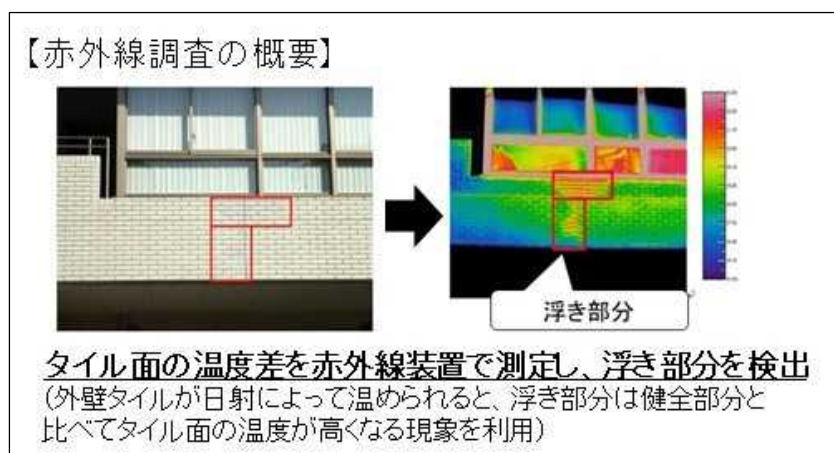 【赤外線調査の概要】
浮き部分
タイル面の温度差を赤外線装置で測定し、浮き部分を検出
(外壁タイルが日射によって温められると、浮き部分は健全部分と
比べてタイル面の温度が高くなる現象を利用)